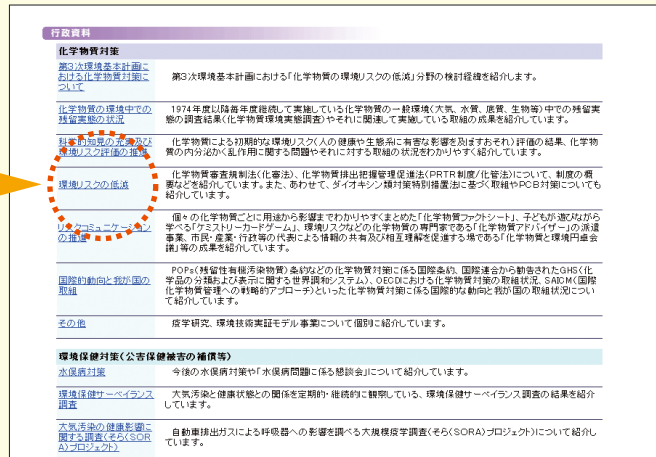 行政資料
化学物質対策
第3次環境基本計画に
おける化学物質対策に
ついて
第3次環境基本計画における「化学物質の環境リスクの低減」分野の検討経緯を紹介します。
化学物質の環境中での
残留実態の状況
1974年度以降毎年度継続して実施している化学物質の一般環境(大気、水質、底質、生物等)中での残留実
態の調査結果(化学物質環境実態調査)やそれに関連して実施している取組の成果を紹介しています。
科学的知見の充実及び
環境リスク評価の推進
化学物質による初期的な環境リスク(人の健康や生態系に有害な影響を及ぼすおそれ)評価の結果、化学物
質の内分泌かく乱作用に関する問題やそれに対する取組の状況をわかりやすく紹介しています。
環境リスクの低減
化学物質審査規制法(化審法)、化学物質排出把握管理促進法(PRTR制度/化管法)について、制度の概
要などを紹介しています。また、あわせて、ダイオキシン類対策特別措置法に基づく取組やPCB対策についても
紹介しています。
リスクコミュニケーション
の推進
個々の化学物質ごとに用途から影響までわかりやすくまとめた「化学物質ファクトシート」、子どもが遊びながら
学べる「ケミストリーカードゲーム」、環境リスクなどの化学物質の専門家である「化学物質アドバイザー」の派遣
事業、市民・産業・行政等の代表による情報の共有及び相互理解を促進する場である「化学物質と環境円卓会
議」等の成果を紹介しています。
国際的動向と我が国の
取組
POPs(残留性有機汚染物質)条約などの化学物質対策に係る国際条約、国際連合から勧告されたGHS(化
学品の分類および表示に関する世界調和システム)、OECDにおける化学物質対策の取組状況、SAICM(国際
化学物質管理への戦略的アプローチ)といった化学物質対策に係る国際的な動向と我が国の取組状況につい
て紹介しています。
その他
疫学研究、環境技術実証モデル事業について個別に紹介しています。
環境保健対策(公害保健被害の補償等)
水俣病対策
今後の水俣病対策や「水俣病問題に係る懇談会」について紹介しています。
環境保健サーベイランス
調査
大気汚染と健康状態との関係を定期的・継続的に観察している、環境保健サーベイランス調査の結果を紹介
しています。
大気汚染の健康影響に
関する調査(そら(SOR
A)プロジェクト)
自動車排出ガスによる呼吸器への影響を調べる大規模疫学調査(そら(SORA)プロジェクト)について紹介し
ています。